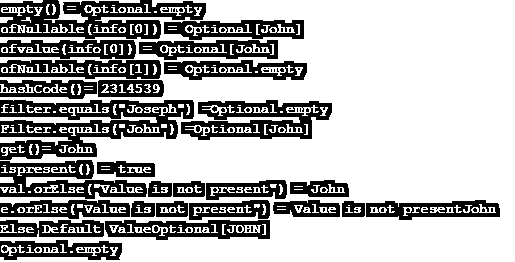 empty() = Optional.empty
ofNullable(info[0]) = Optional[John]
ofvalue(info[0]) = Optional[John]
ofNullable(info[1]) = Optional.empty
hashCode()= 2314539
filter.equals("Joseph") =Optional.empty
Filter.equals("John") =Optional[John]
get()= John
ispresent() = true
val.orElse("Value is not present") = John
e.orElse("Value is not present") = Value is not presentJohn
Else Default ValueOptional[JOHN]
Optional.empty